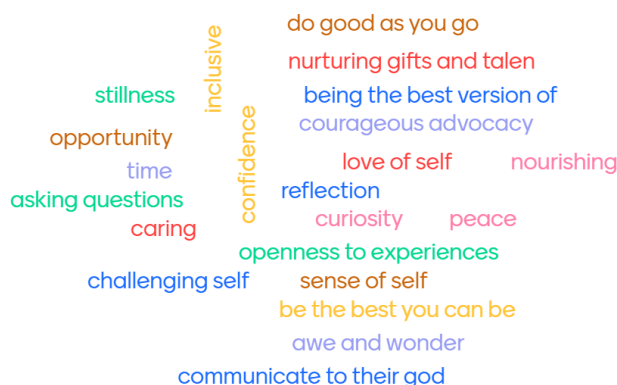 do good as you go
inclusive
nurturing gifts and talen
stillness
being the best version of
courageous advocacy
opportunity
confidence
love of self
nourishing
time
reflection
asking questions
curiosity
peace
caring
openness to experiences
challenging self
sense of self
be the best you can be
awe and wonder
communicate to their god